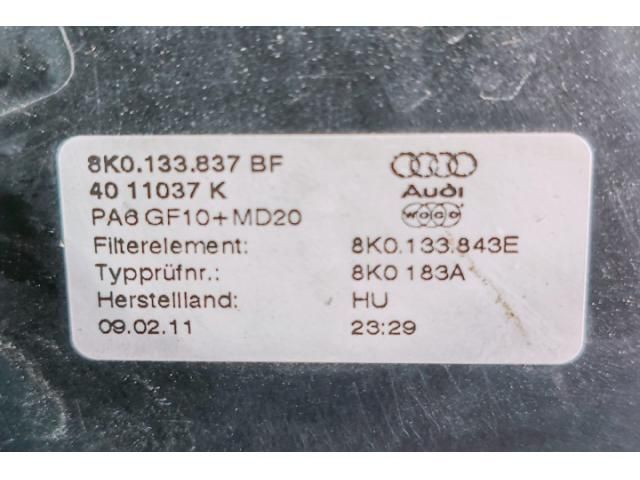 8K0.133.837 BF
40 11037 K Audi
PA6 GF10+MD20 WOCO
Filterelement: 8K0.133.843E
Typprüfnr.: 8K0 183A
Herstellland: HU
09.02.11 23:29